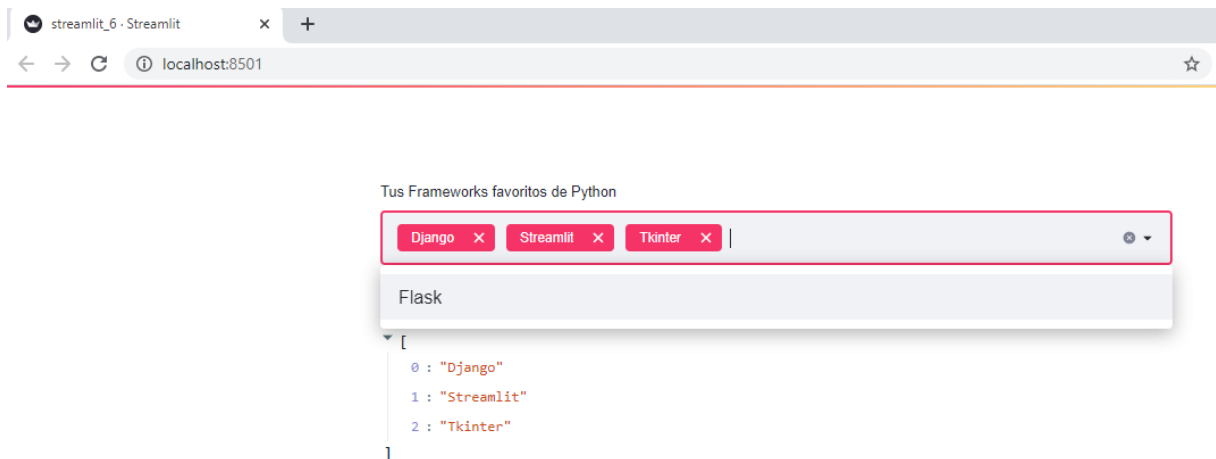 streamlit_6 · Streamlit
localhost:8501
Tus Frameworks favoritos de Python
Django Streamlit Tkinter
Flask
[
0 : "Django"
1 : "Streamlit"
2 : "Tkinter"
]